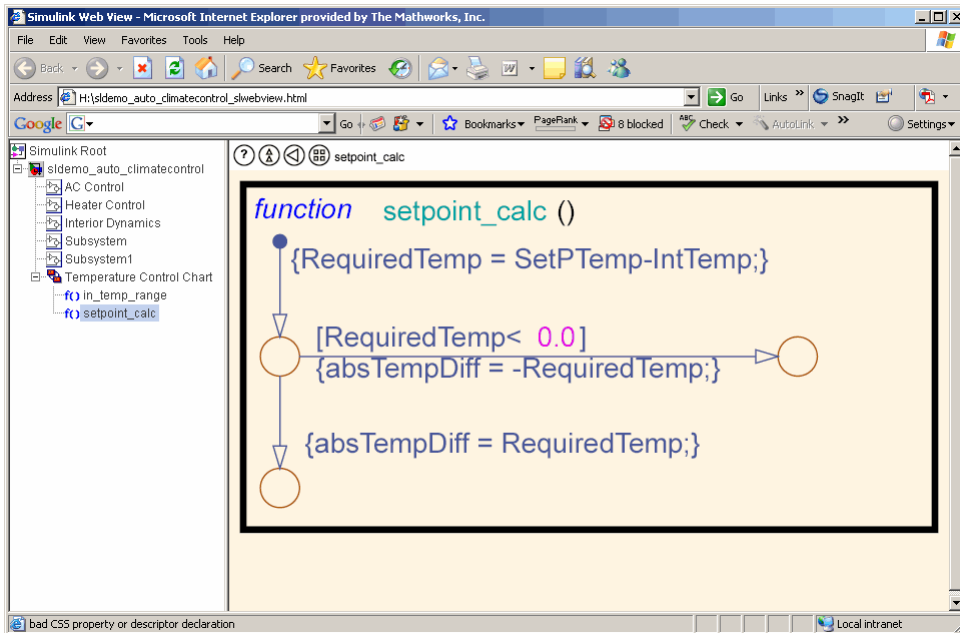 Simulink Web View - Microsoft Internet Explorer provided by The Mathworks, Inc.
File Edit View Favorites Tools Help
Back Search Favorites
Address H:\sldemo_auto_climatecontrol_slwebview.html Go Links » SnagIt
Google G Go Bookmarks PageRank 8 blocked ABC Check AutoLink » Settings
Simulink Root
sldemo_auto_climatecontrol
AC Control
Heater Control
Interior Dynamics
Subsystem
Subsystem1
Temperature Control Chart
f() in_temp_range
f() setpoint_calc
? setpoint_calc
function setpoint_calc ()
{RequiredTemp = SetPTemp-IntTemp;}
[RequiredTemp< 0.0]
{absTempDiff = -RequiredTemp;}
{absTempDiff = RequiredTemp;}
bad CSS property or descriptor declaration Local intranet